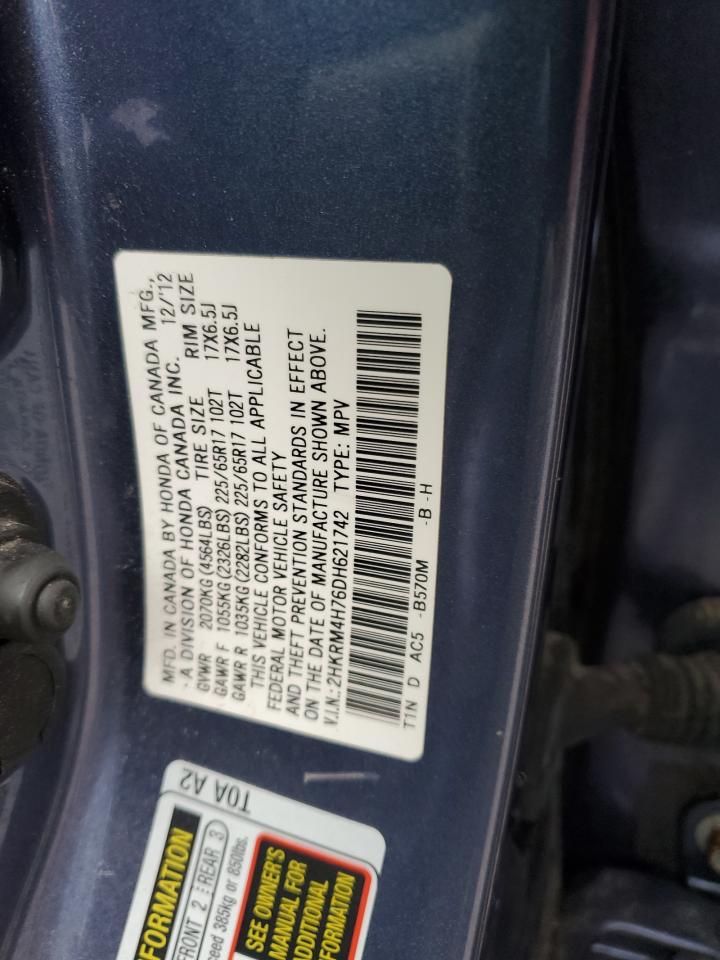 MFD. IN CANADA BY HONDA OF CANADA MFG.,
A DIVISION OF HONDA CANADA INC. 12/'12
GVWR 2070KG (4564LBS) TIRE SIZE RIM SIZE
GAWR F 1055KG (2326LBS) 225/65R17 102T 17X6.5J
GAWR R 1035KG (2282LBS) 225/65R17 102T 17X6.5J
THIS VEHICLE CONFORMS TO ALL APPLICABLE
FEDERAL MOTOR VEHICLE SAFETY
AND THEFT PREVENTION STANDARDS IN EFFECT
ON THE DATE OF MANUFACTURE SHOWN ABOVE.
V.I.N.: 2HKRM4H76DH621742 TYPE: MPV
T1N D AC5 -B570M -B -H
T0A A2
FORMATION
FRONT 2 REAR 3
385kg or 850lbs.
SEE OWNER'S
MANUAL FOR
ADDITIONAL
FORMATION